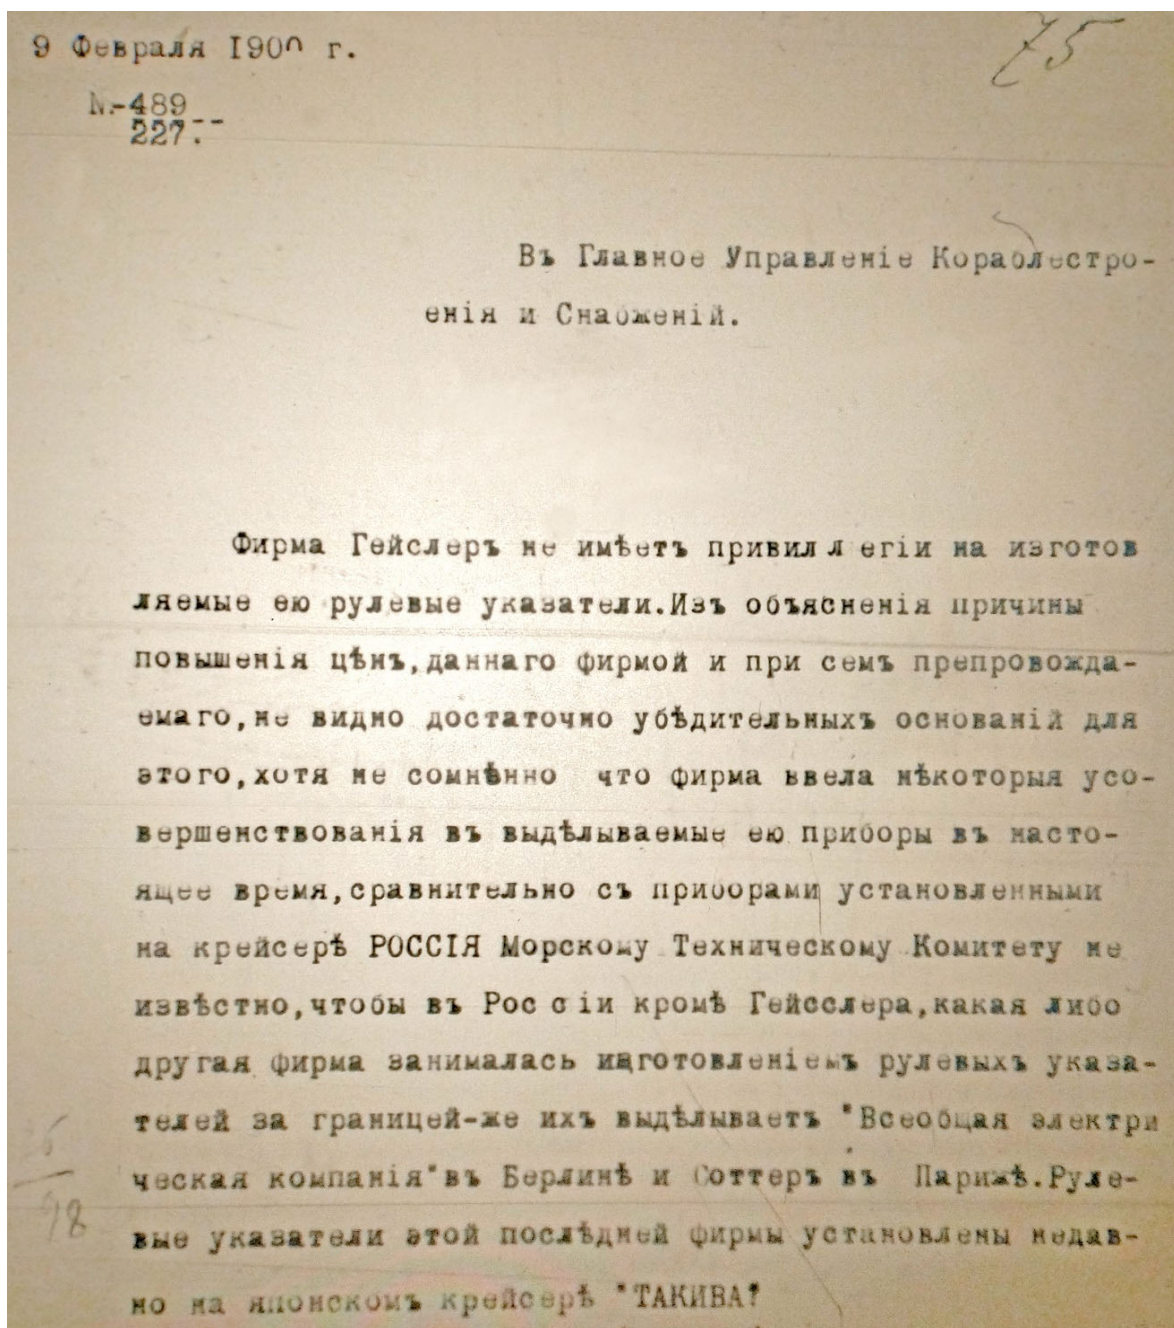 9 Февраля 1900 г.
75
№-489
227.--
Въ Главное Управленіе Кораблестро-
енія и Снабженій.
Фирма Гейслеръ не имѣетъ привилл егіи на изготов
ляемые ею рулевые указатели.Изъ объясненія причины
повышенія цѣнъ,даннаго фирмой и при семъ препровожда-
емаго,не видно достаточно убѣдительныхъ основаній для
этого,хотя не сомнѣнно что фирма ввела нѣкоторыя усо-
вершенствованія въ выдѣлываемые ею приборы въ насто-
ящее время,сравнительно съ приборами установленными
на крейсерѣ РОССІЯ Морскому Техническому Комитету не
извѣстно,чтобы въ Рос с іи кромѣ Гейсслера,какая либо
другая фирма занималась изготовленіемъ рулевыхъ указа-
телей за границей-же ихъ выдѣлываетъ "Всеобщая электри
ческая компанія"въ Берлинѣ и Соттеръ въ Парижѣ.Руле-
вые указатели этой послѣдней фирмы установлены недав-
но на японскомъ крейсерѣ "ТАКИВА"
98